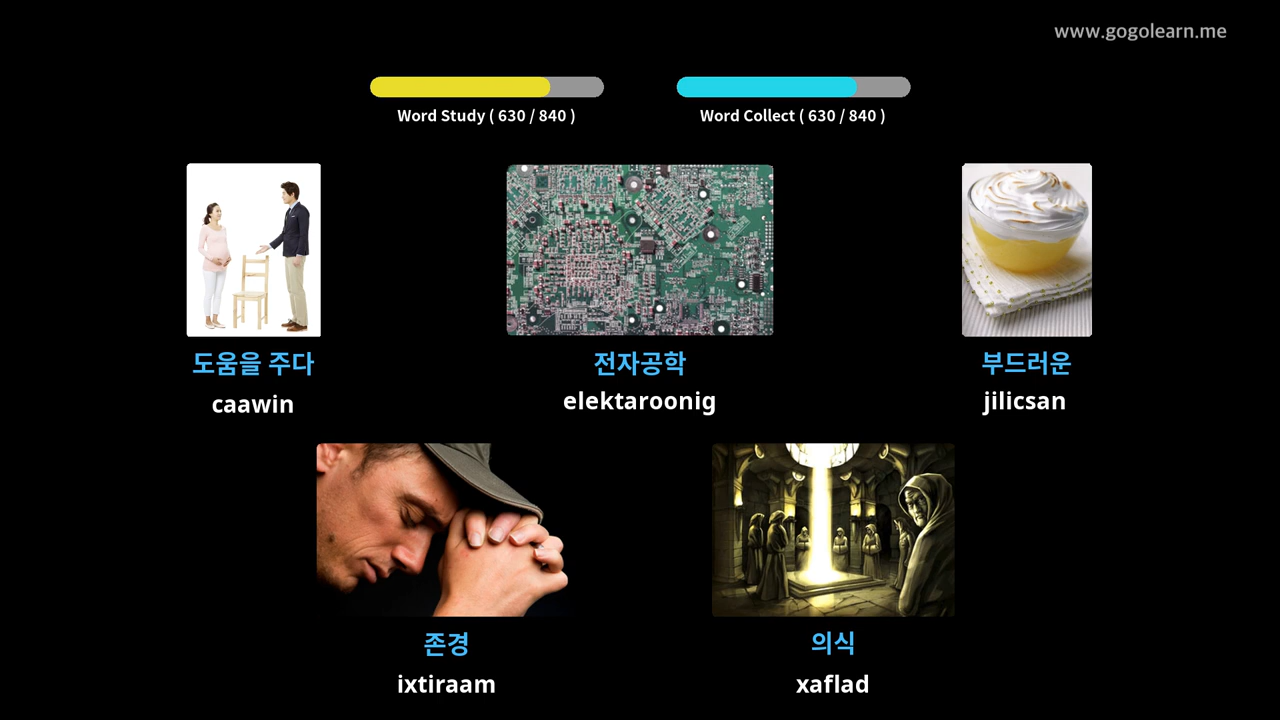 www.gogolearn.me
Word Study ( 630 / 840 )
Word Collect ( 630 / 840 )
도움을 주다
caawin
전자공학
elektaroonig
부드러운
jilicsan
존경
ixtiraam
의식
xaflad